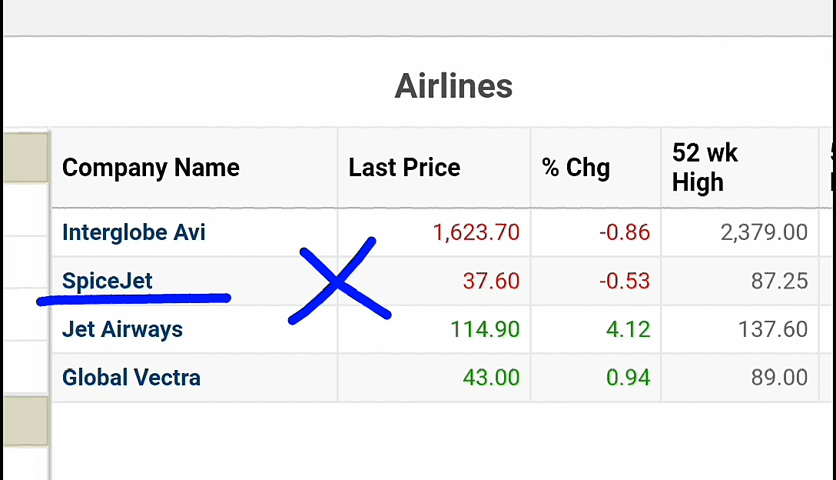 Airlines
Company Name Last Price % Chg 52 wk High
Interglobe Avi 1,623.70 -0.86 2,379.00
SpiceJet 37.60 -0.53 87.25
Jet Airways 114.90 4.12 137.60
Global Vectra 43.00 0.94 89.00